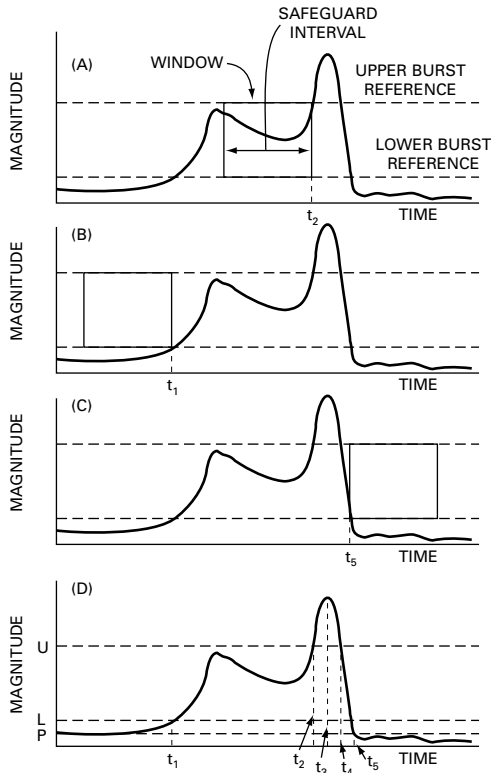 (A)
MAGNITUDE
SAFEGUARD
INTERVAL
WINDOW
UPPER BURST
REFERENCE
LOWER BURST
REFERENCE
t2
TIME
(B)
MAGNITUDE
t1
TIME
(C)
MAGNITUDE
t5
TIME
(D)
MAGNITUDE
U
L
P
t1
t2
t3
t4
t5
TIME